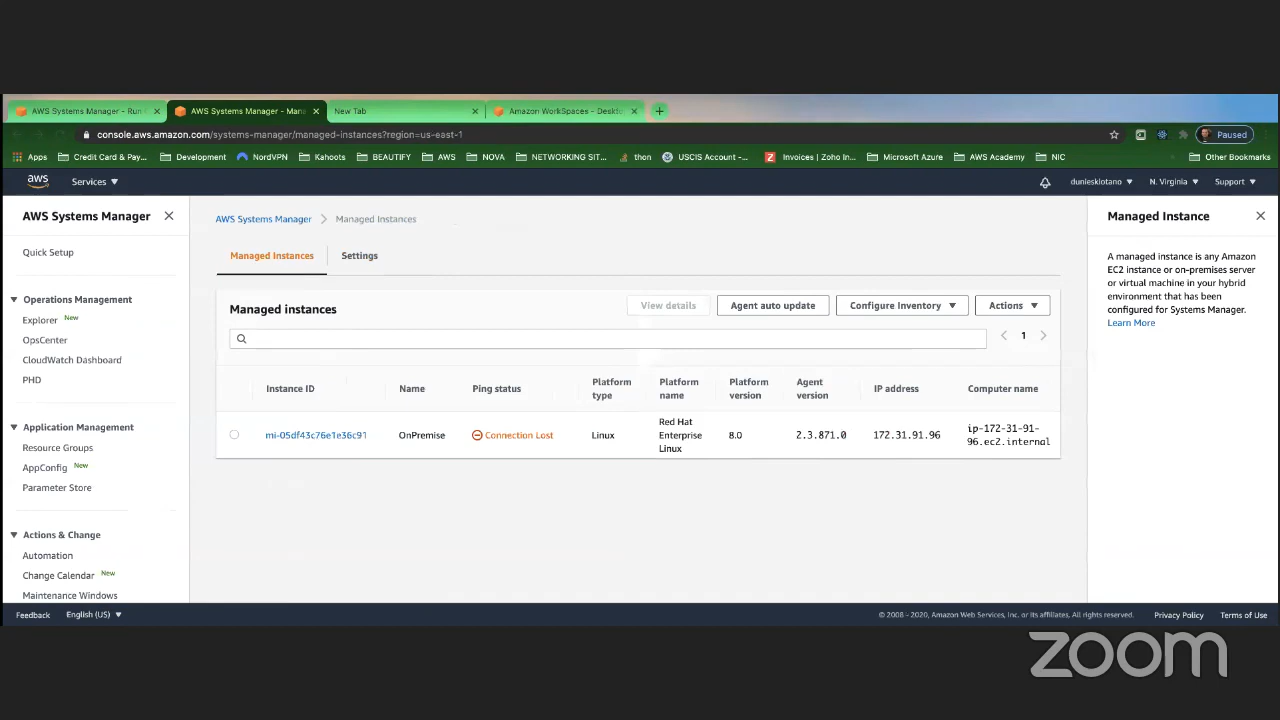 AWS Systems Manager - Run
AWS Systems Manager - Mana
New Tab
Amazon WorkSpaces - Deskto
console.aws.amazon.com/systems-manager/managed-instances?region=us-east-1
Paused
Apps
Credit Card & Pay...
Development
NordVPN
Kahoots
BEAUTIFY
AWS
NOVA
NETWORKING SIT...
thon
USCIS Account -...
Invoices | Zoho In...
Microsoft Azure
AWS Academy
NIC
Other Bookmarks
aws
Services
dunieskiotano
N. Virginia
Support
AWS Systems Manager
Quick Setup
Operations Management
Explorer New
OpsCenter
CloudWatch Dashboard
PHD
Application Management
Resource Groups
AppConfig New
Parameter Store
Actions & Change
Automation
Change Calendar New
Maintenance Windows
AWS Systems Manager > Managed Instances
Managed Instances
Settings
Managed instances
View details
Agent auto update
Configure Inventory
Actions
1
Instance ID
Name
Ping status
Platform type
Platform name
Platform version
Agent version
IP address
Computer name
mi-05df43c76e1e36c91
OnPremise
Connection Lost
Linux
Red Hat Enterprise Linux
8.0
2.3.871.0
172.31.91.96
ip-172-31-91-96.ec2.internal
Managed Instance
A managed instance is any Amazon
EC2 instance or on-premises server
or virtual machine in your hybrid
environment that has been
configured for Systems Manager.
Learn More
Feedback
English (US)
© 2008 - 2020, Amazon Web Services, Inc. or its affiliates. All rights reserved.
Privacy Policy
Terms of Use
zoom